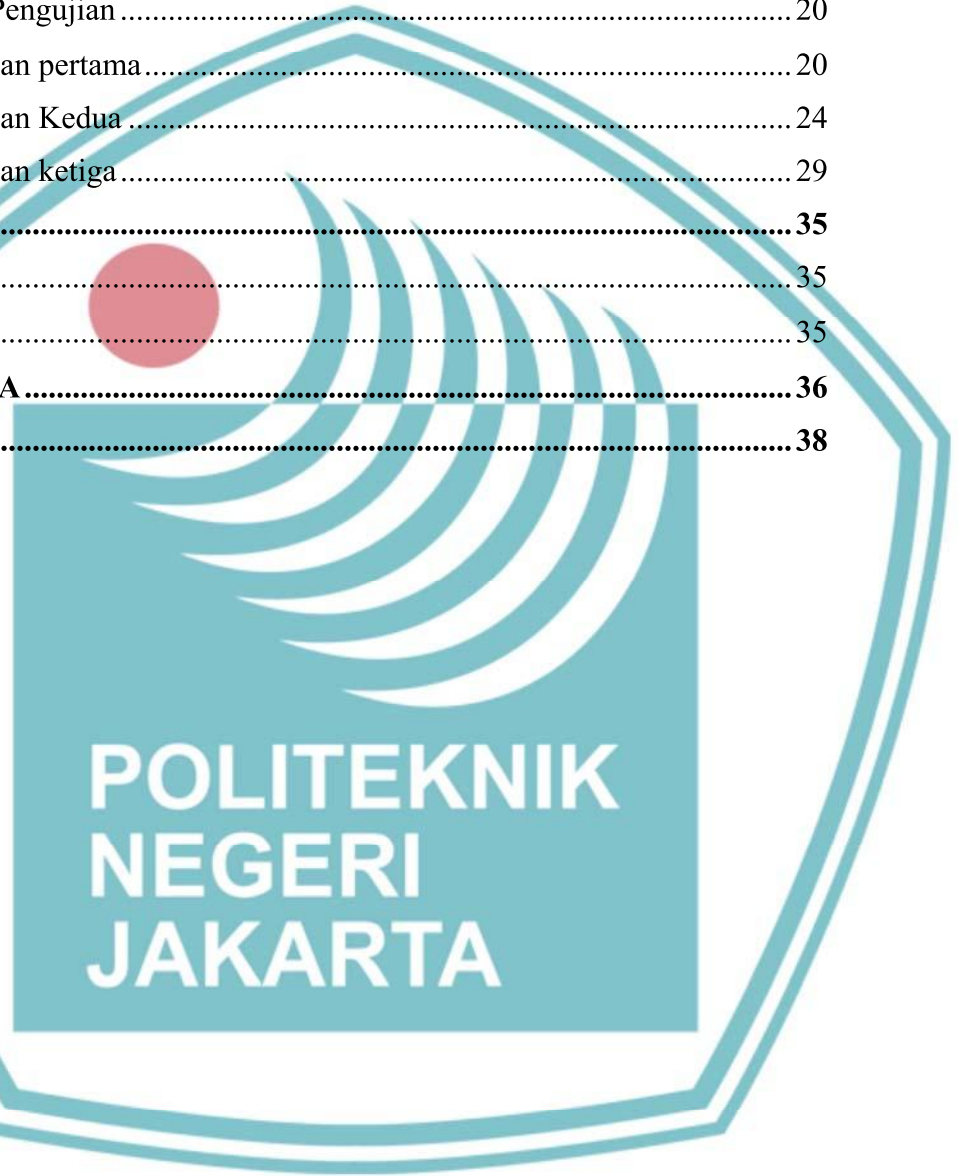 Pengujian ........ 20
an pertama ........ 20
an Kedua ........ 24
an ketiga ........ 29
........ 35
........ 35
........ 35
A ........ 36
........ 38
POLITEKNIK
NEGERI
JAKARTA